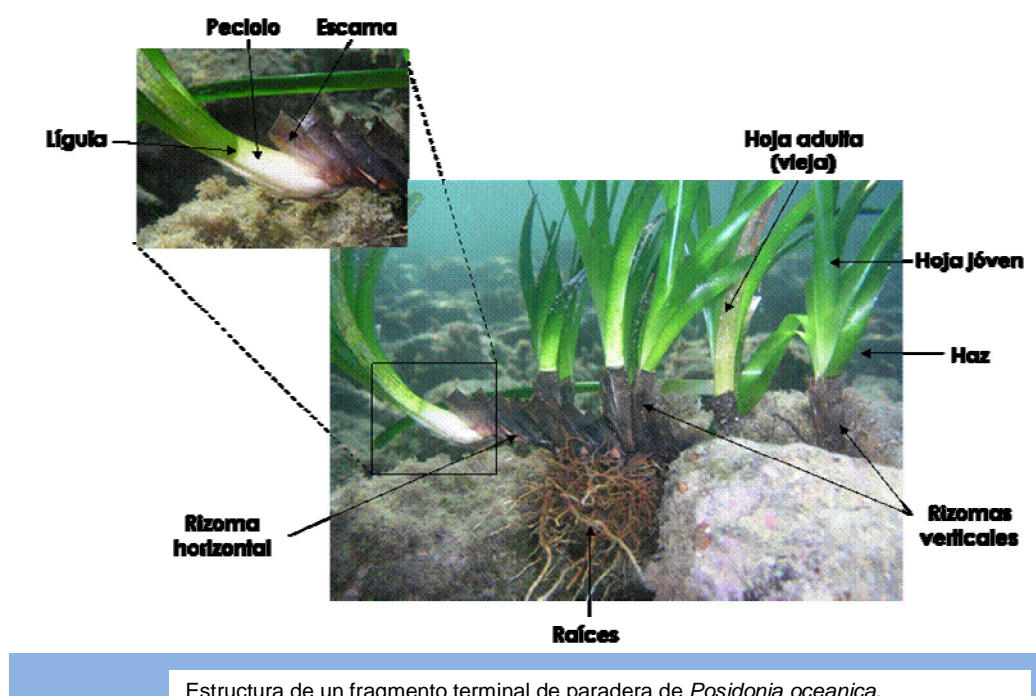 Peciolo Escama
Lígula
Hoja adulta
(vieja)
Hoja jóven
Haz
Rizoma
horizontal
Rizomas
verticales
Raíces
Estructura de un fragmento terminal de paradera de Posidonia oceanica.